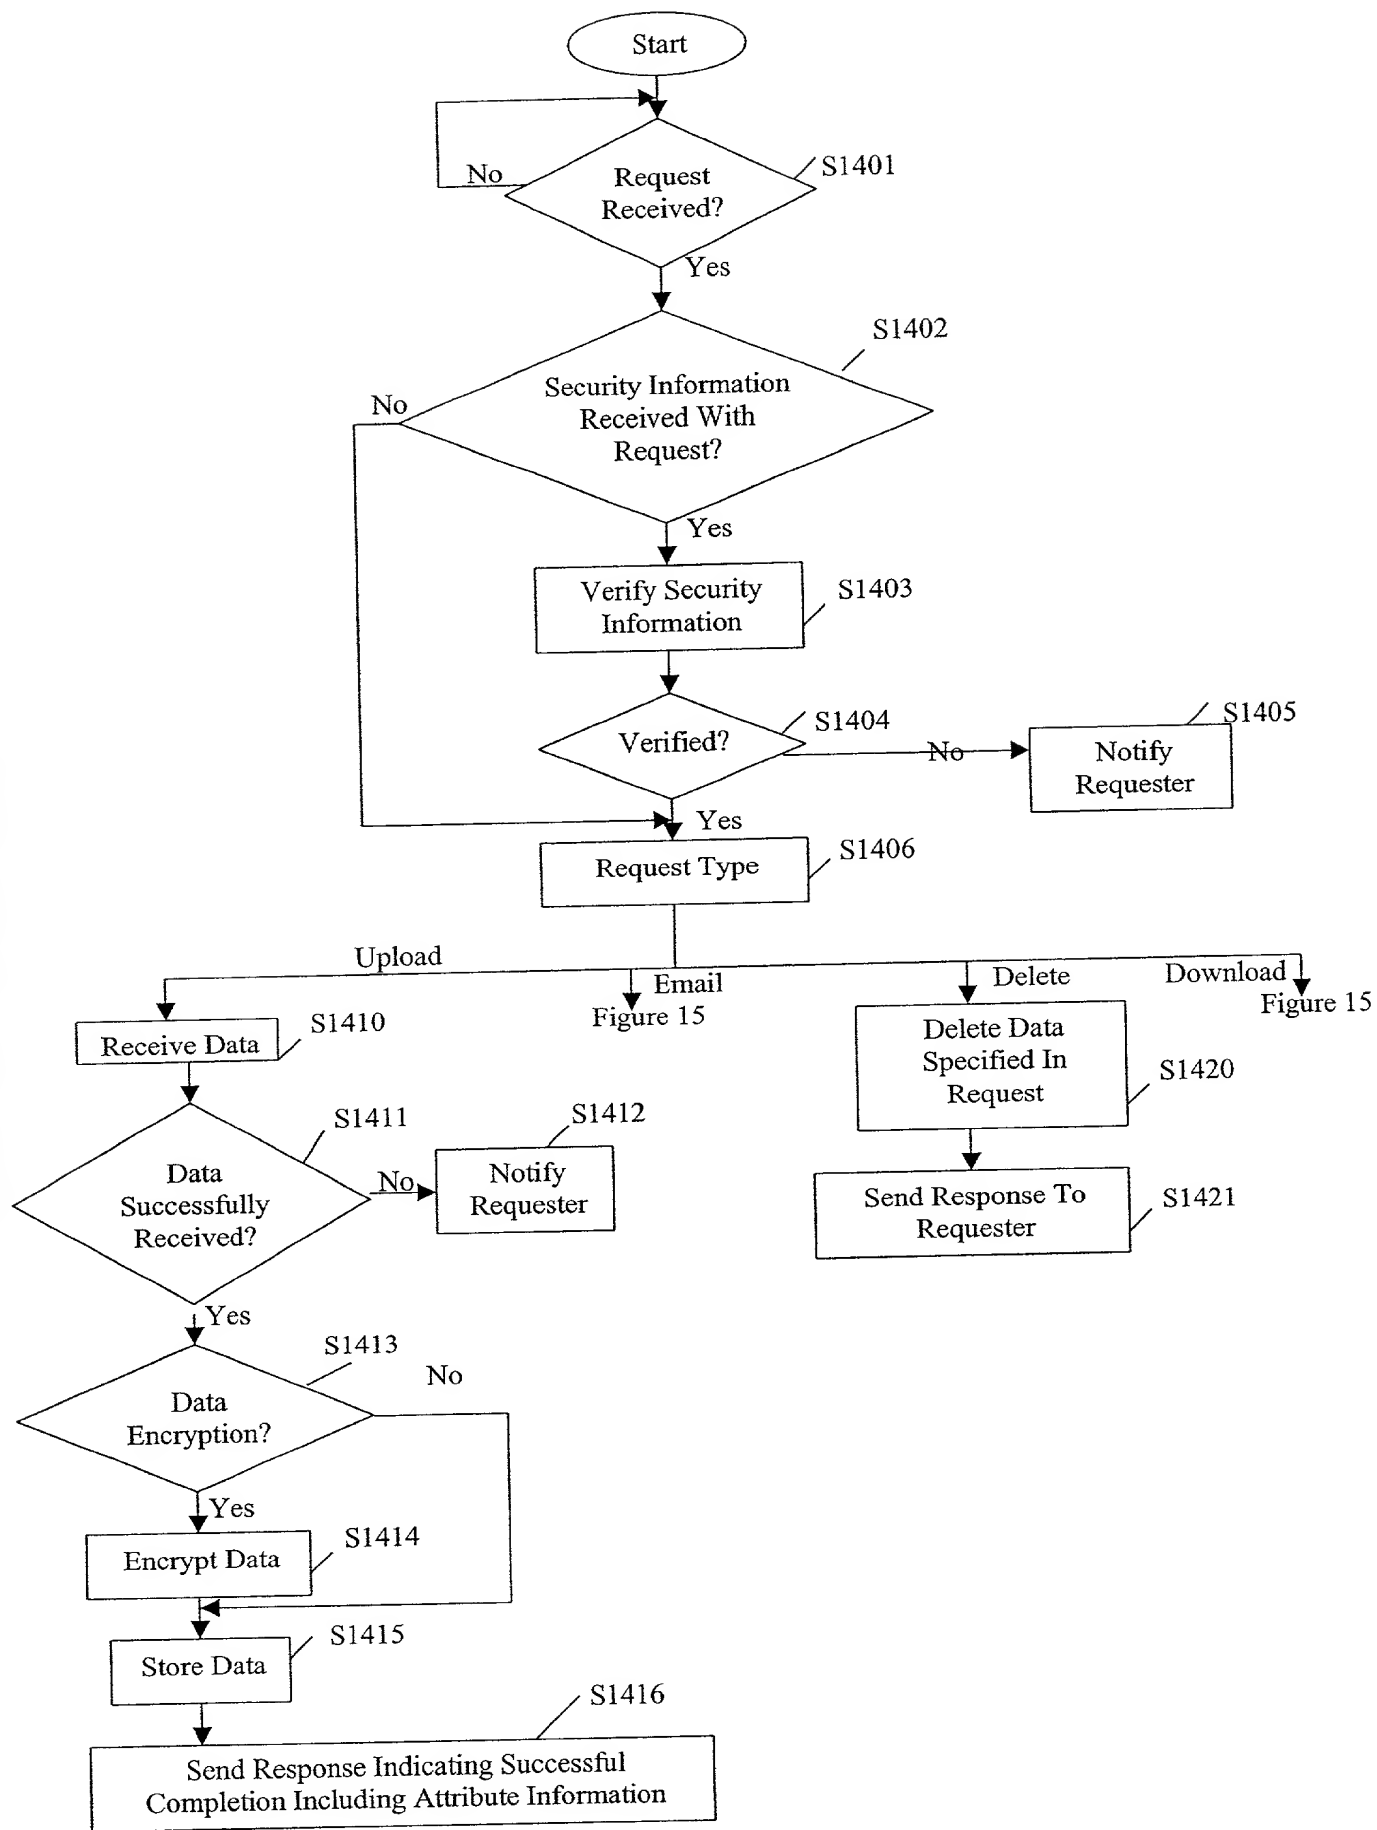 Start
No
Request
Received?
S1401
Yes
S1402
No
Security Information
Received With
Request?
Yes
Verify Security
Information
S1403
S1404
Verified?
No
S1405
Notify
Requester
Yes
Request Type
S1406
Upload
Email
Figure 15
Delete
Download
Figure 15
Receive Data
S1410
Delete Data
Specified In
Request
S1420
S1411
Data
Successfully
Received?
No
S1412
Notify
Requester
Send Response To
Requester
S1421
Yes
S1413
No
Data
Encryption?
Yes
S1414
Encrypt Data
S1415
Store Data
S1416
Send Response Indicating Successful
Completion Including Attribute Information